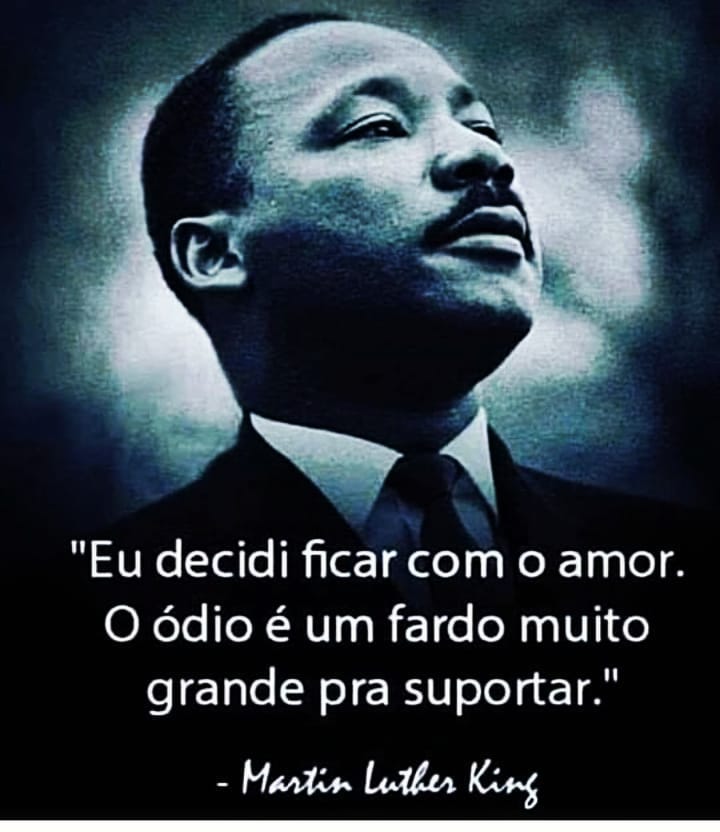 "Eu decidi ficar com o amor.
O ódio é um fardo muito
grande pra suportar."
- Martin Luther King